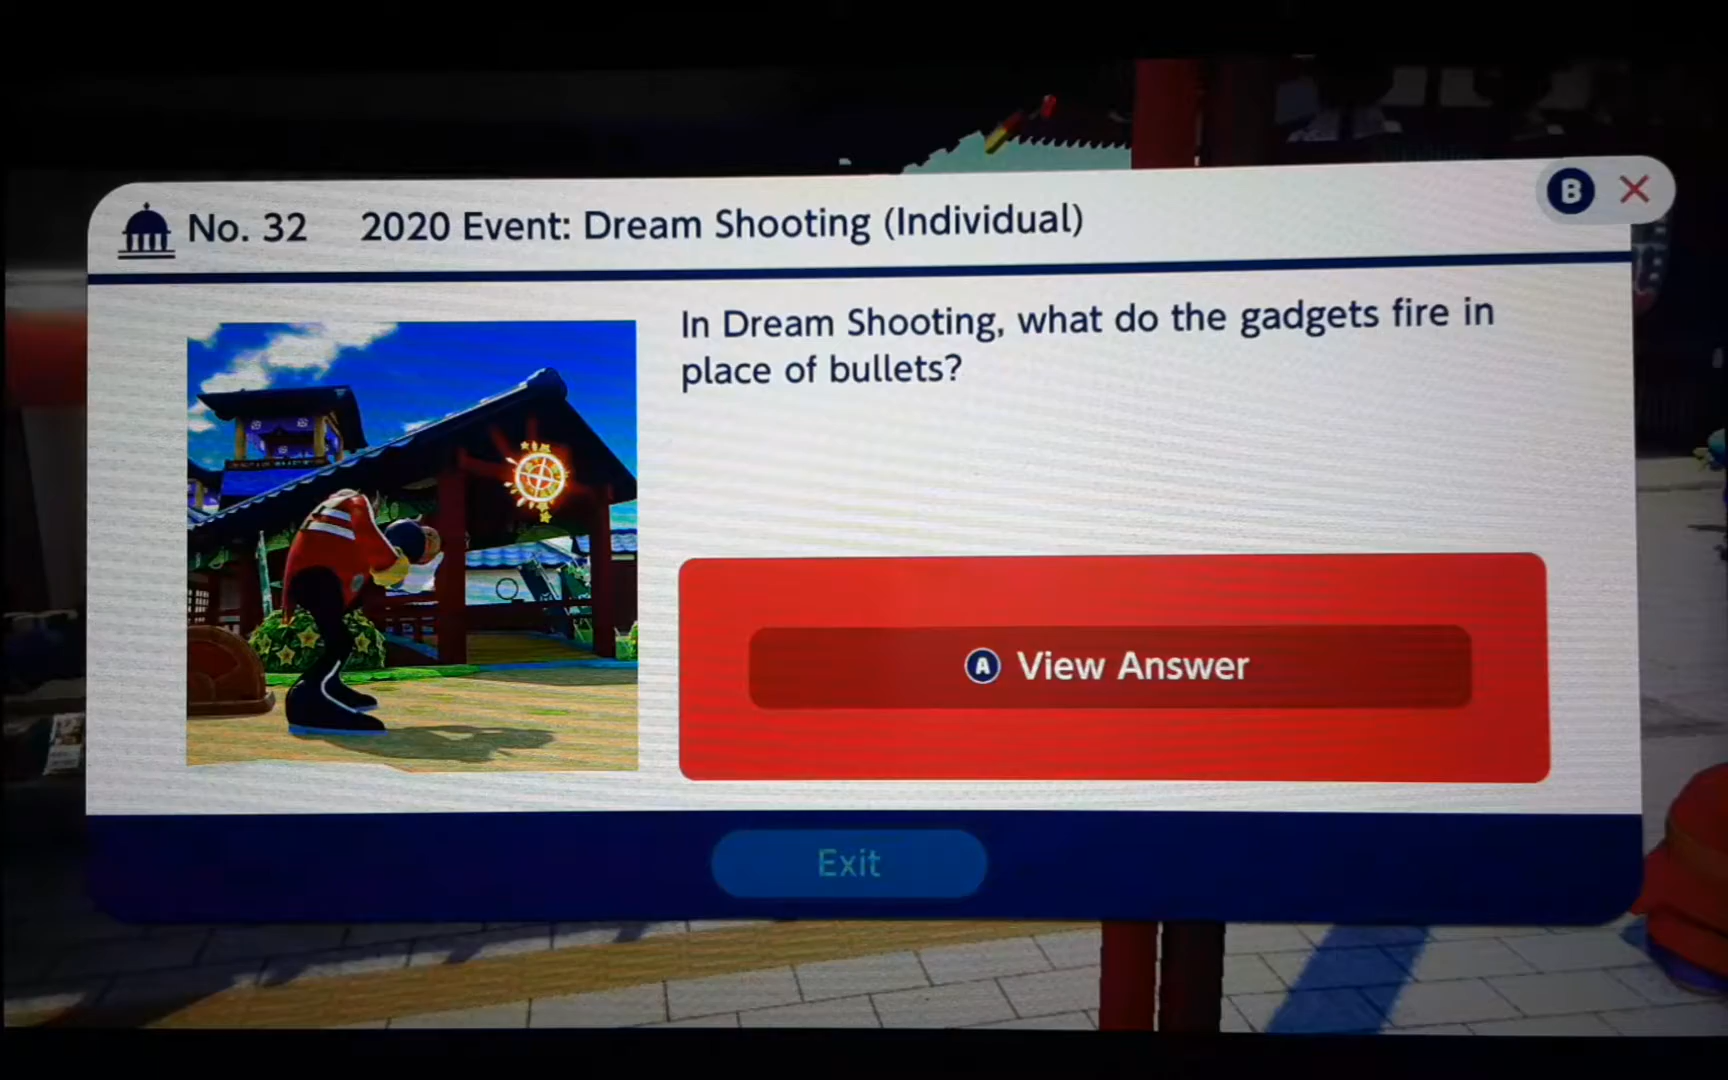 No. 32 2020 Event: Dream Shooting (Individual)
B
In Dream Shooting, what do the gadgets fire in
place of bullets?
A View Answer
Exit